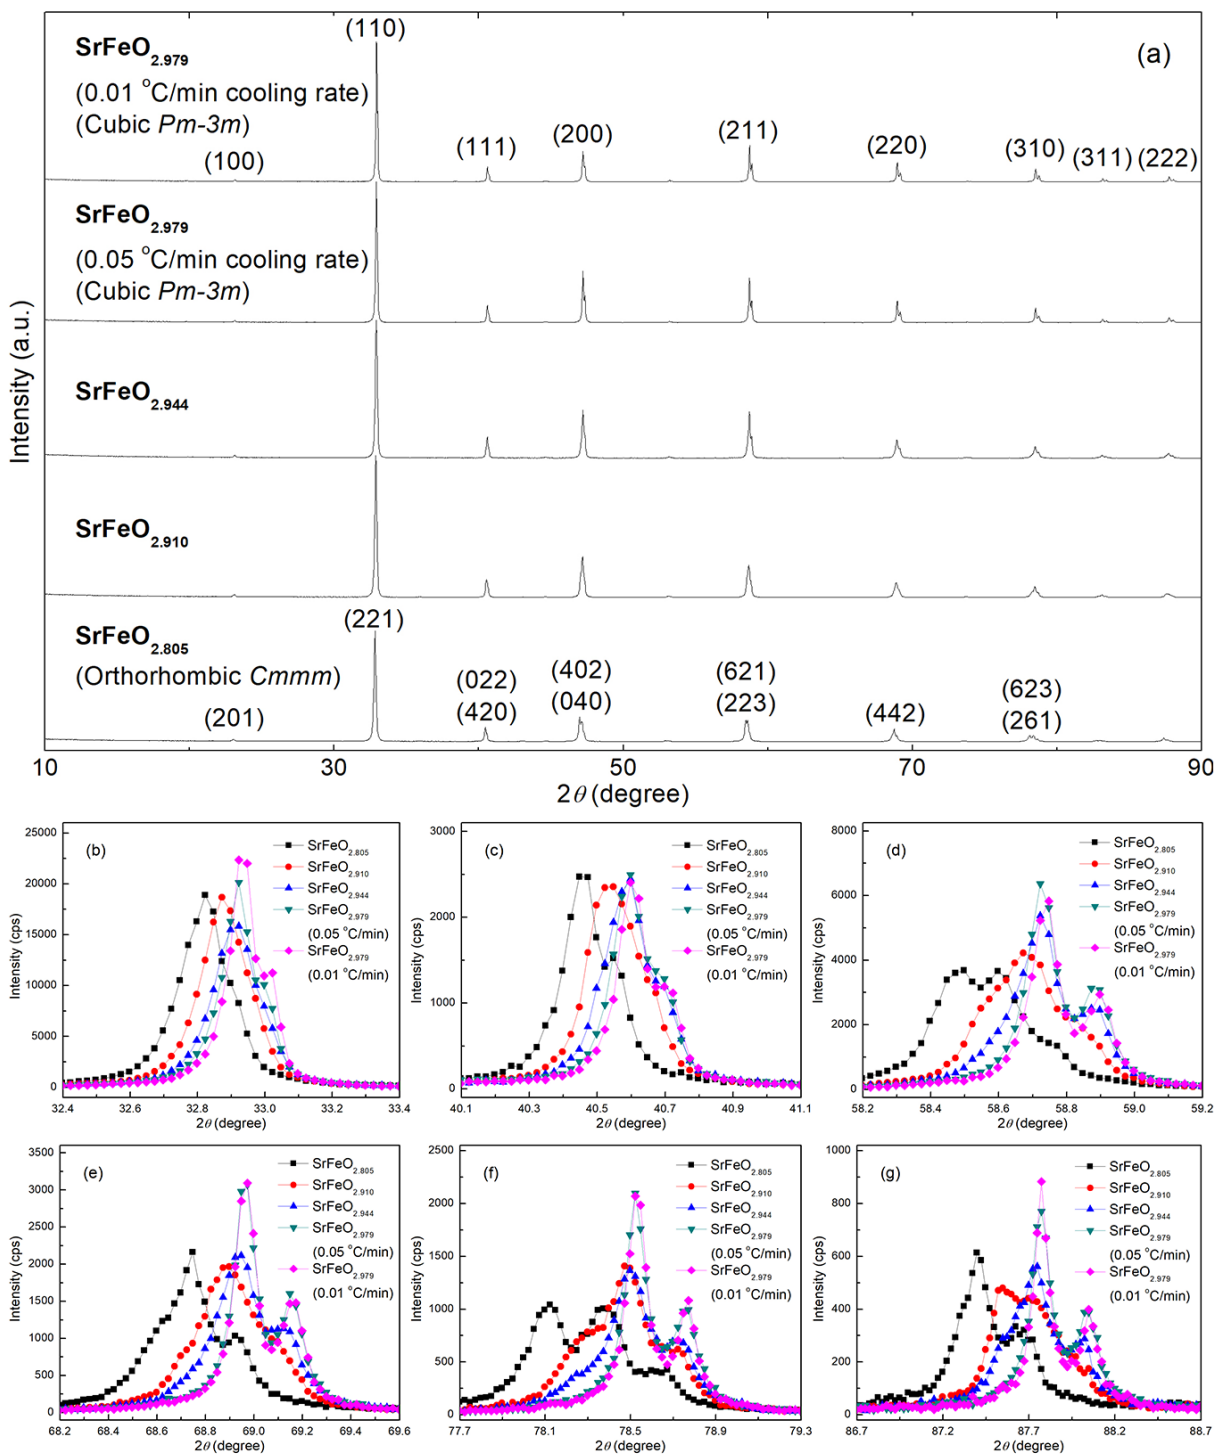 (110)
(a)
SrFeO2.979
(0.01 °C/min cooling rate)
(Cubic Pm-3m)
(100)
(111)
(200)
(211)
(220)
(310)
(311)
(222)
SrFeO2.979
(0.05 °C/min cooling rate)
(Cubic Pm-3m)
SrFeO2.944
SrFeO2.910
SrFeO2.805
(Orthorhombic Cmmm)
(221)
(201)
(022)
(420)
(402)
(040)
(621)
(223)
(442)
(623)
(261)
Intensity (a.u.)
10 30 50 70 90
2θ (degree)
(b)
SrFeO2.805
SrFeO2.910
SrFeO2.944
SrFeO2.979
(0.05 °C/min)
SrFeO2.979
(0.01 °C/min)
Intensity (cps)
25000
20000
15000
10000
5000
0
32.4 32.6 32.8 33.0 33.2 33.4
2θ (degree)
(c)
SrFeO2.805
SrFeO2.910
SrFeO2.944
SrFeO2.979
(0.05 °C/min)
SrFeO2.979
(0.01 °C/min)
Intensity (cps)
3000
2000
1000
0
40.1 40.3 40.5 40.7 40.9 41.1
2θ (degree)
(d)
SrFeO2.805
SrFeO2.910
SrFeO2.944
SrFeO2.979
(0.05 °C/min)
SrFeO2.979
(0.01 °C/min)
Intensity (cps)
8000
6000
4000
2000
0
58.2 58.4 58.6 58.8 59.0 59.2
2θ (degree)
(e)
SrFeO2.805
SrFeO2.910
SrFeO2.944
SrFeO2.979
(0.05 °C/min)
SrFeO2.979
(0.01 °C/min)
Intensity (cps)
3500
3000
2500
2000
1500
1000
500
0
68.2 68.4 68.6 68.8 69.0 69.2 69.4 69.6
2θ (degree)
(f)
SrFeO2.805
SrFeO2.910
SrFeO2.944
SrFeO2.979
(0.05 °C/min)
SrFeO2.979
(0.01 °C/min)
Intensity (cps)
2500
2000
1500
1000
500
0
77.7 78.1 78.5 78.9 79.3
2θ (degree)
(g)
SrFeO2.805
SrFeO2.910
SrFeO2.944
SrFeO2.979
(0.05 °C/min)
SrFeO2.979
(0.01 °C/min)
Intensity (cps)
1000
800
600
400
200
0
86.7 87.2 87.7 88.2 88.7
2θ (degree)